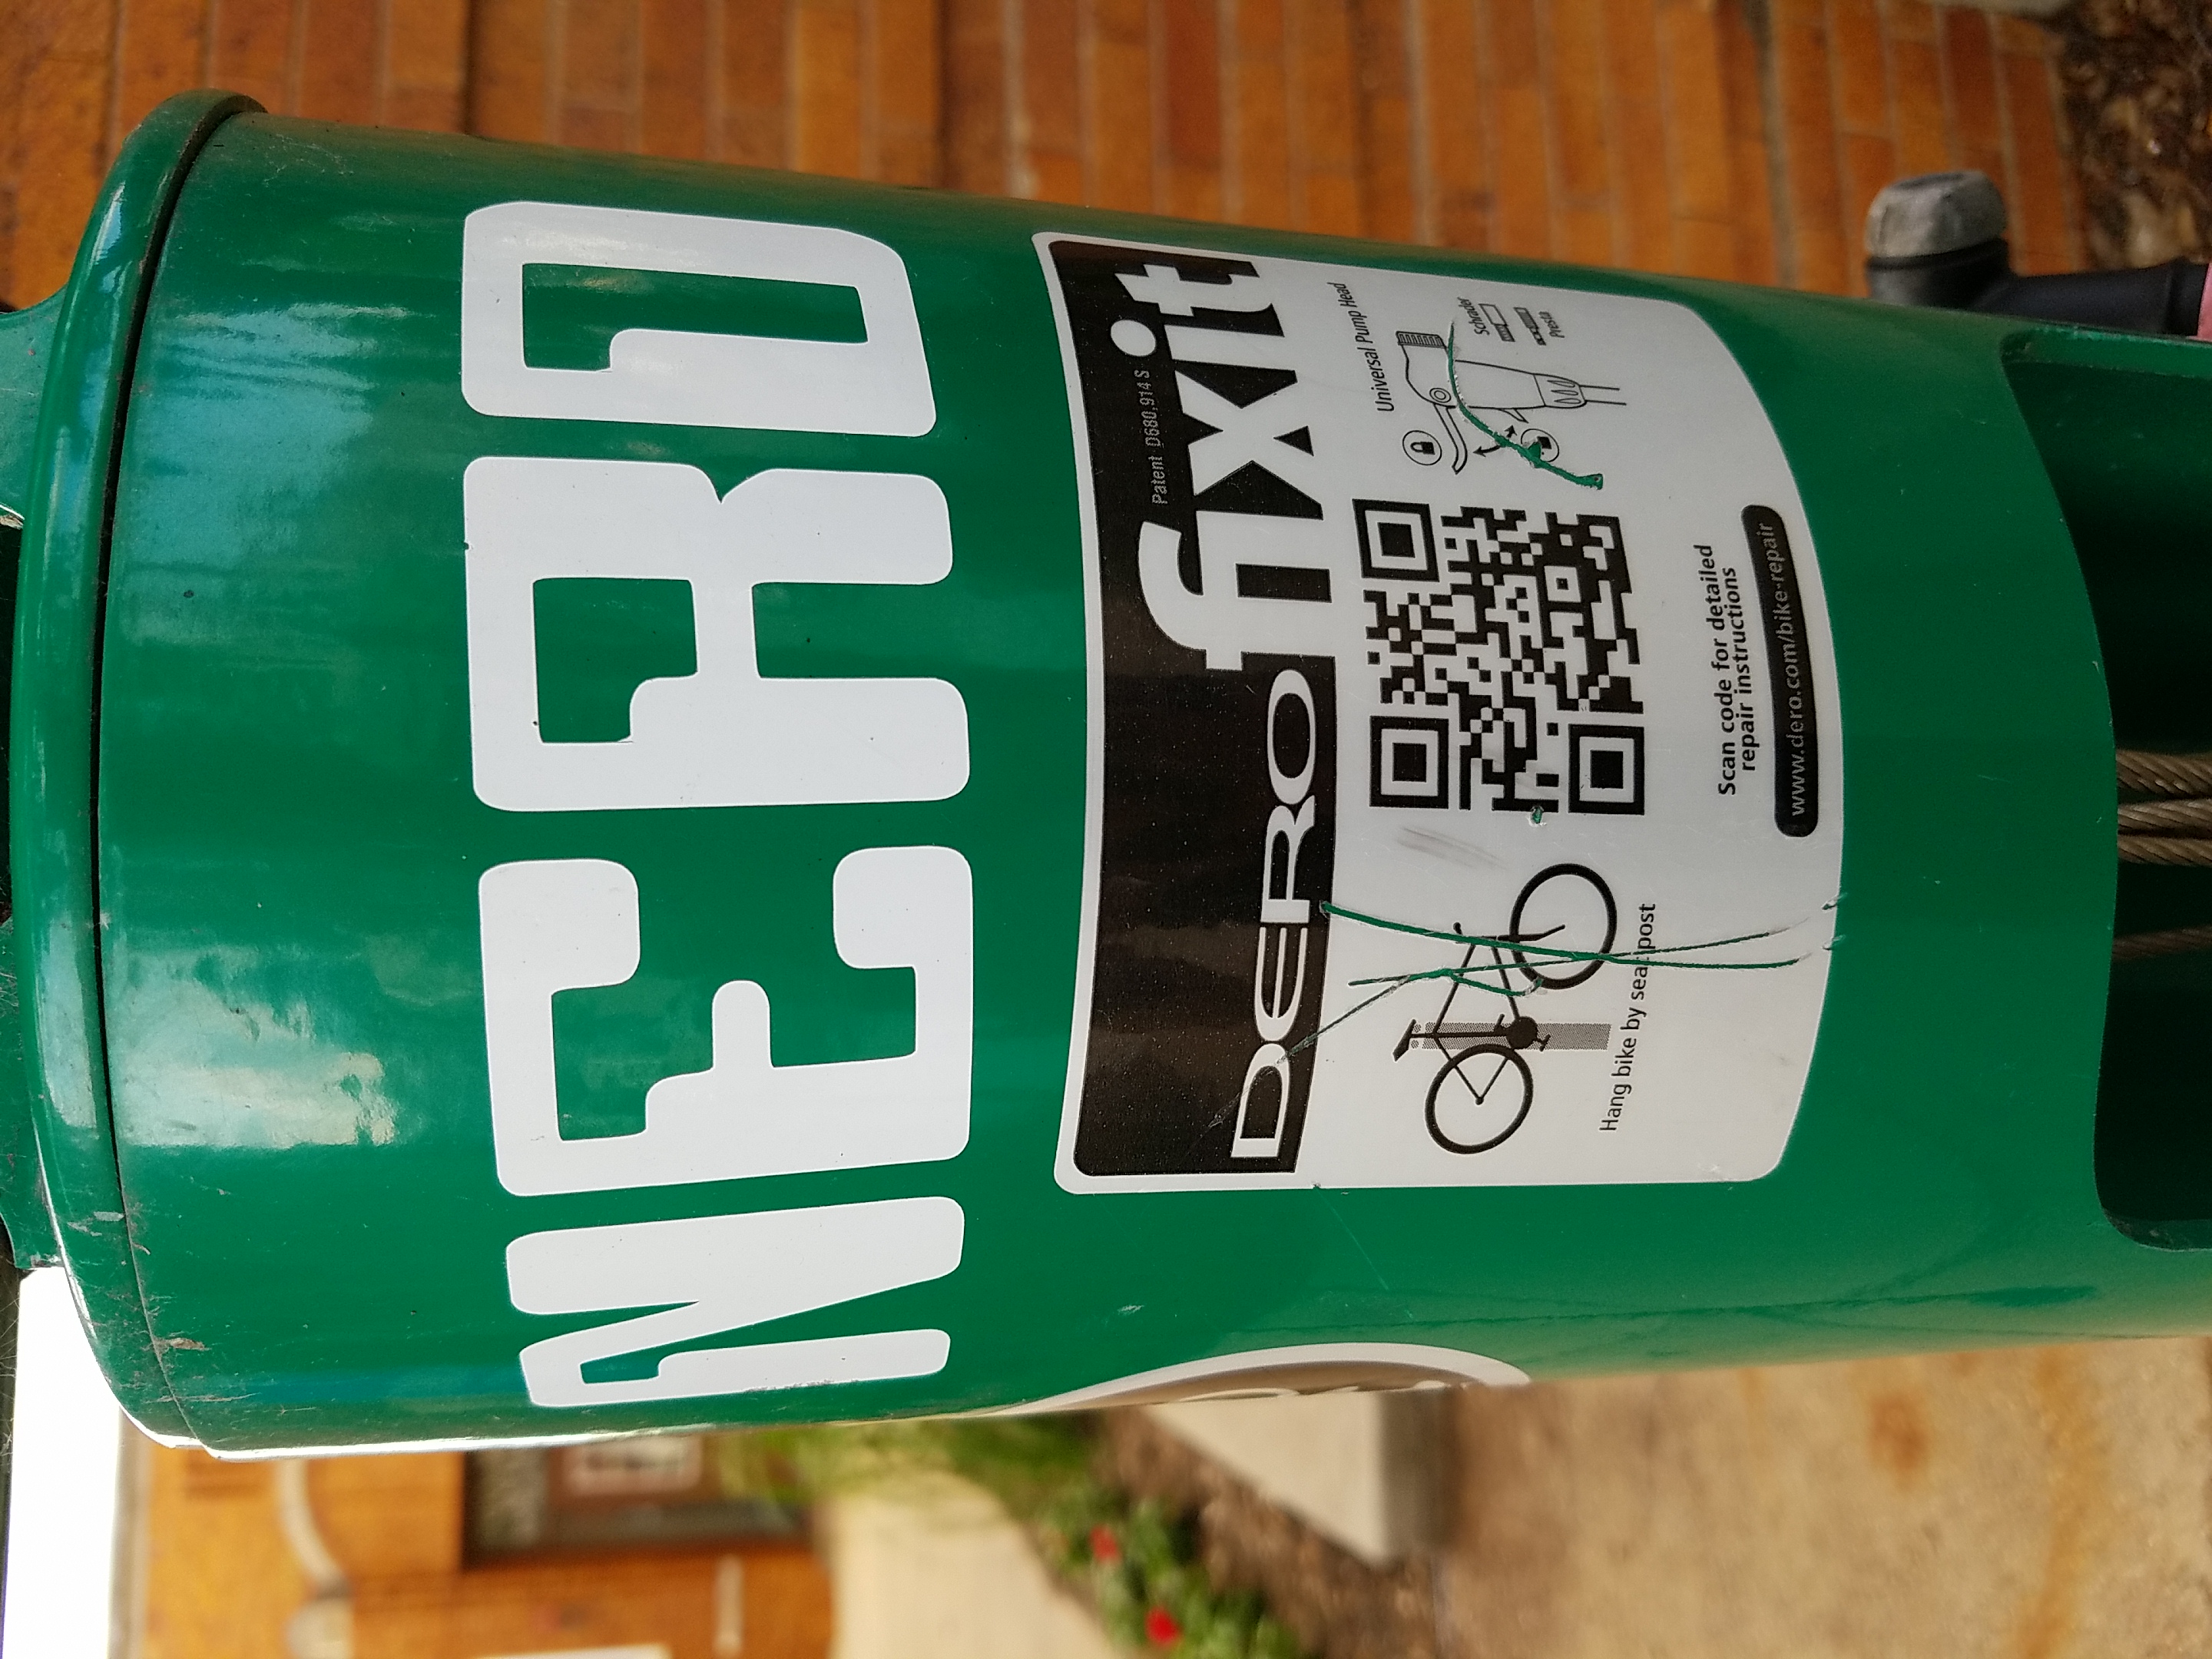 NERD
Patent D680,914 S
DERO fixit
Hang bike by seat post
Universal Pump Head
Schrader
Presta
Scan code for detailed
repair instructions
www.dero.com/bike-repair